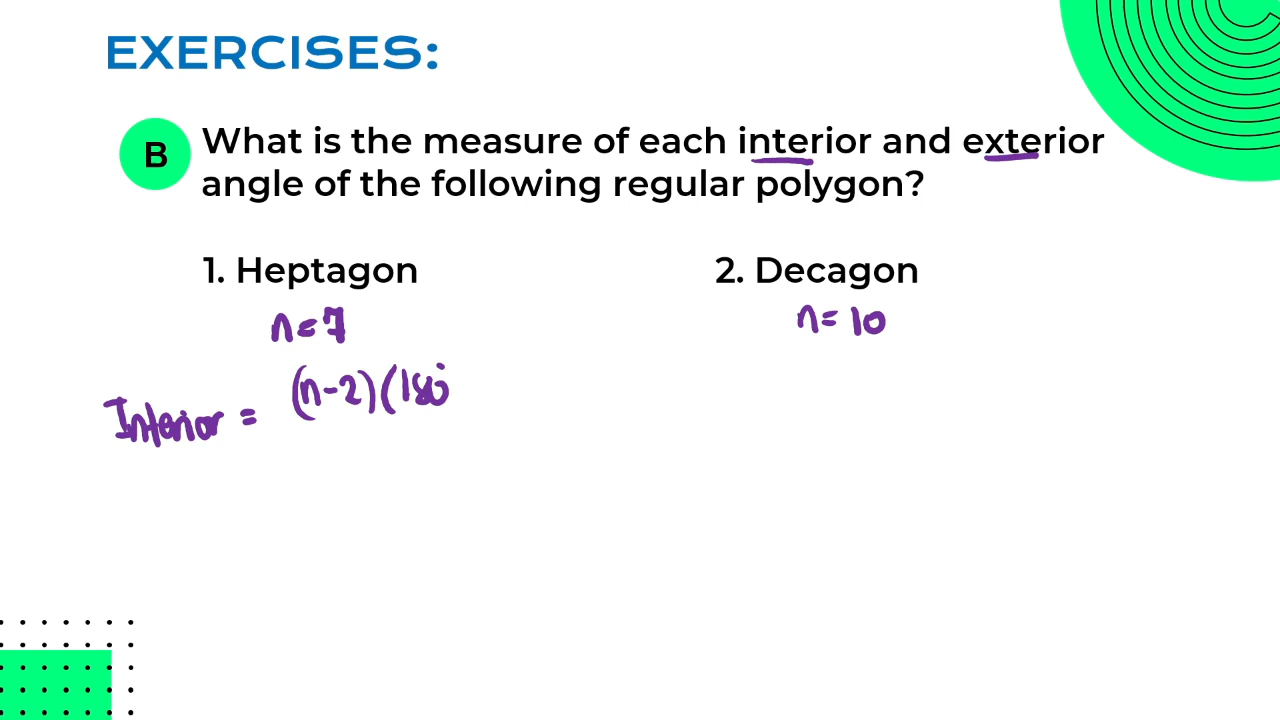 EXERCISES:
B
What is the measure of each interior and exterior
angle of the following regular polygon?
1. Heptagon
2. Decagon
n = 7
n = 10
Interior = (n-2)(180°